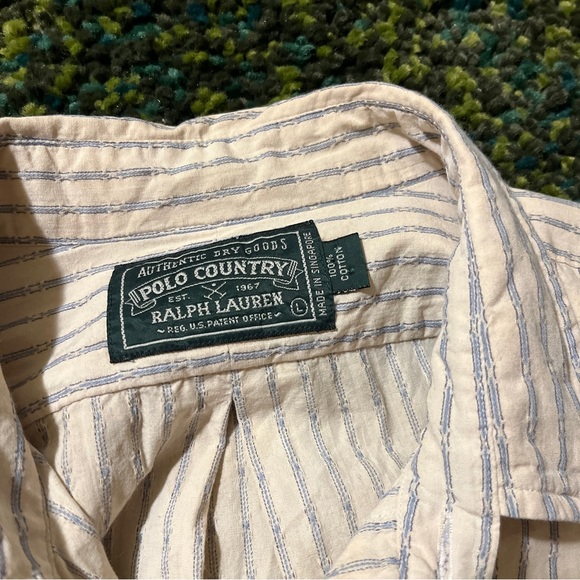 AUTHENTIC DRY GOODS
POLO COUNTRY
EST. 1967
RALPH LAUREN
~ REG. U.S. PATENT OFFICE ~
L
MADE IN SINGAPORE
100%
COTTON